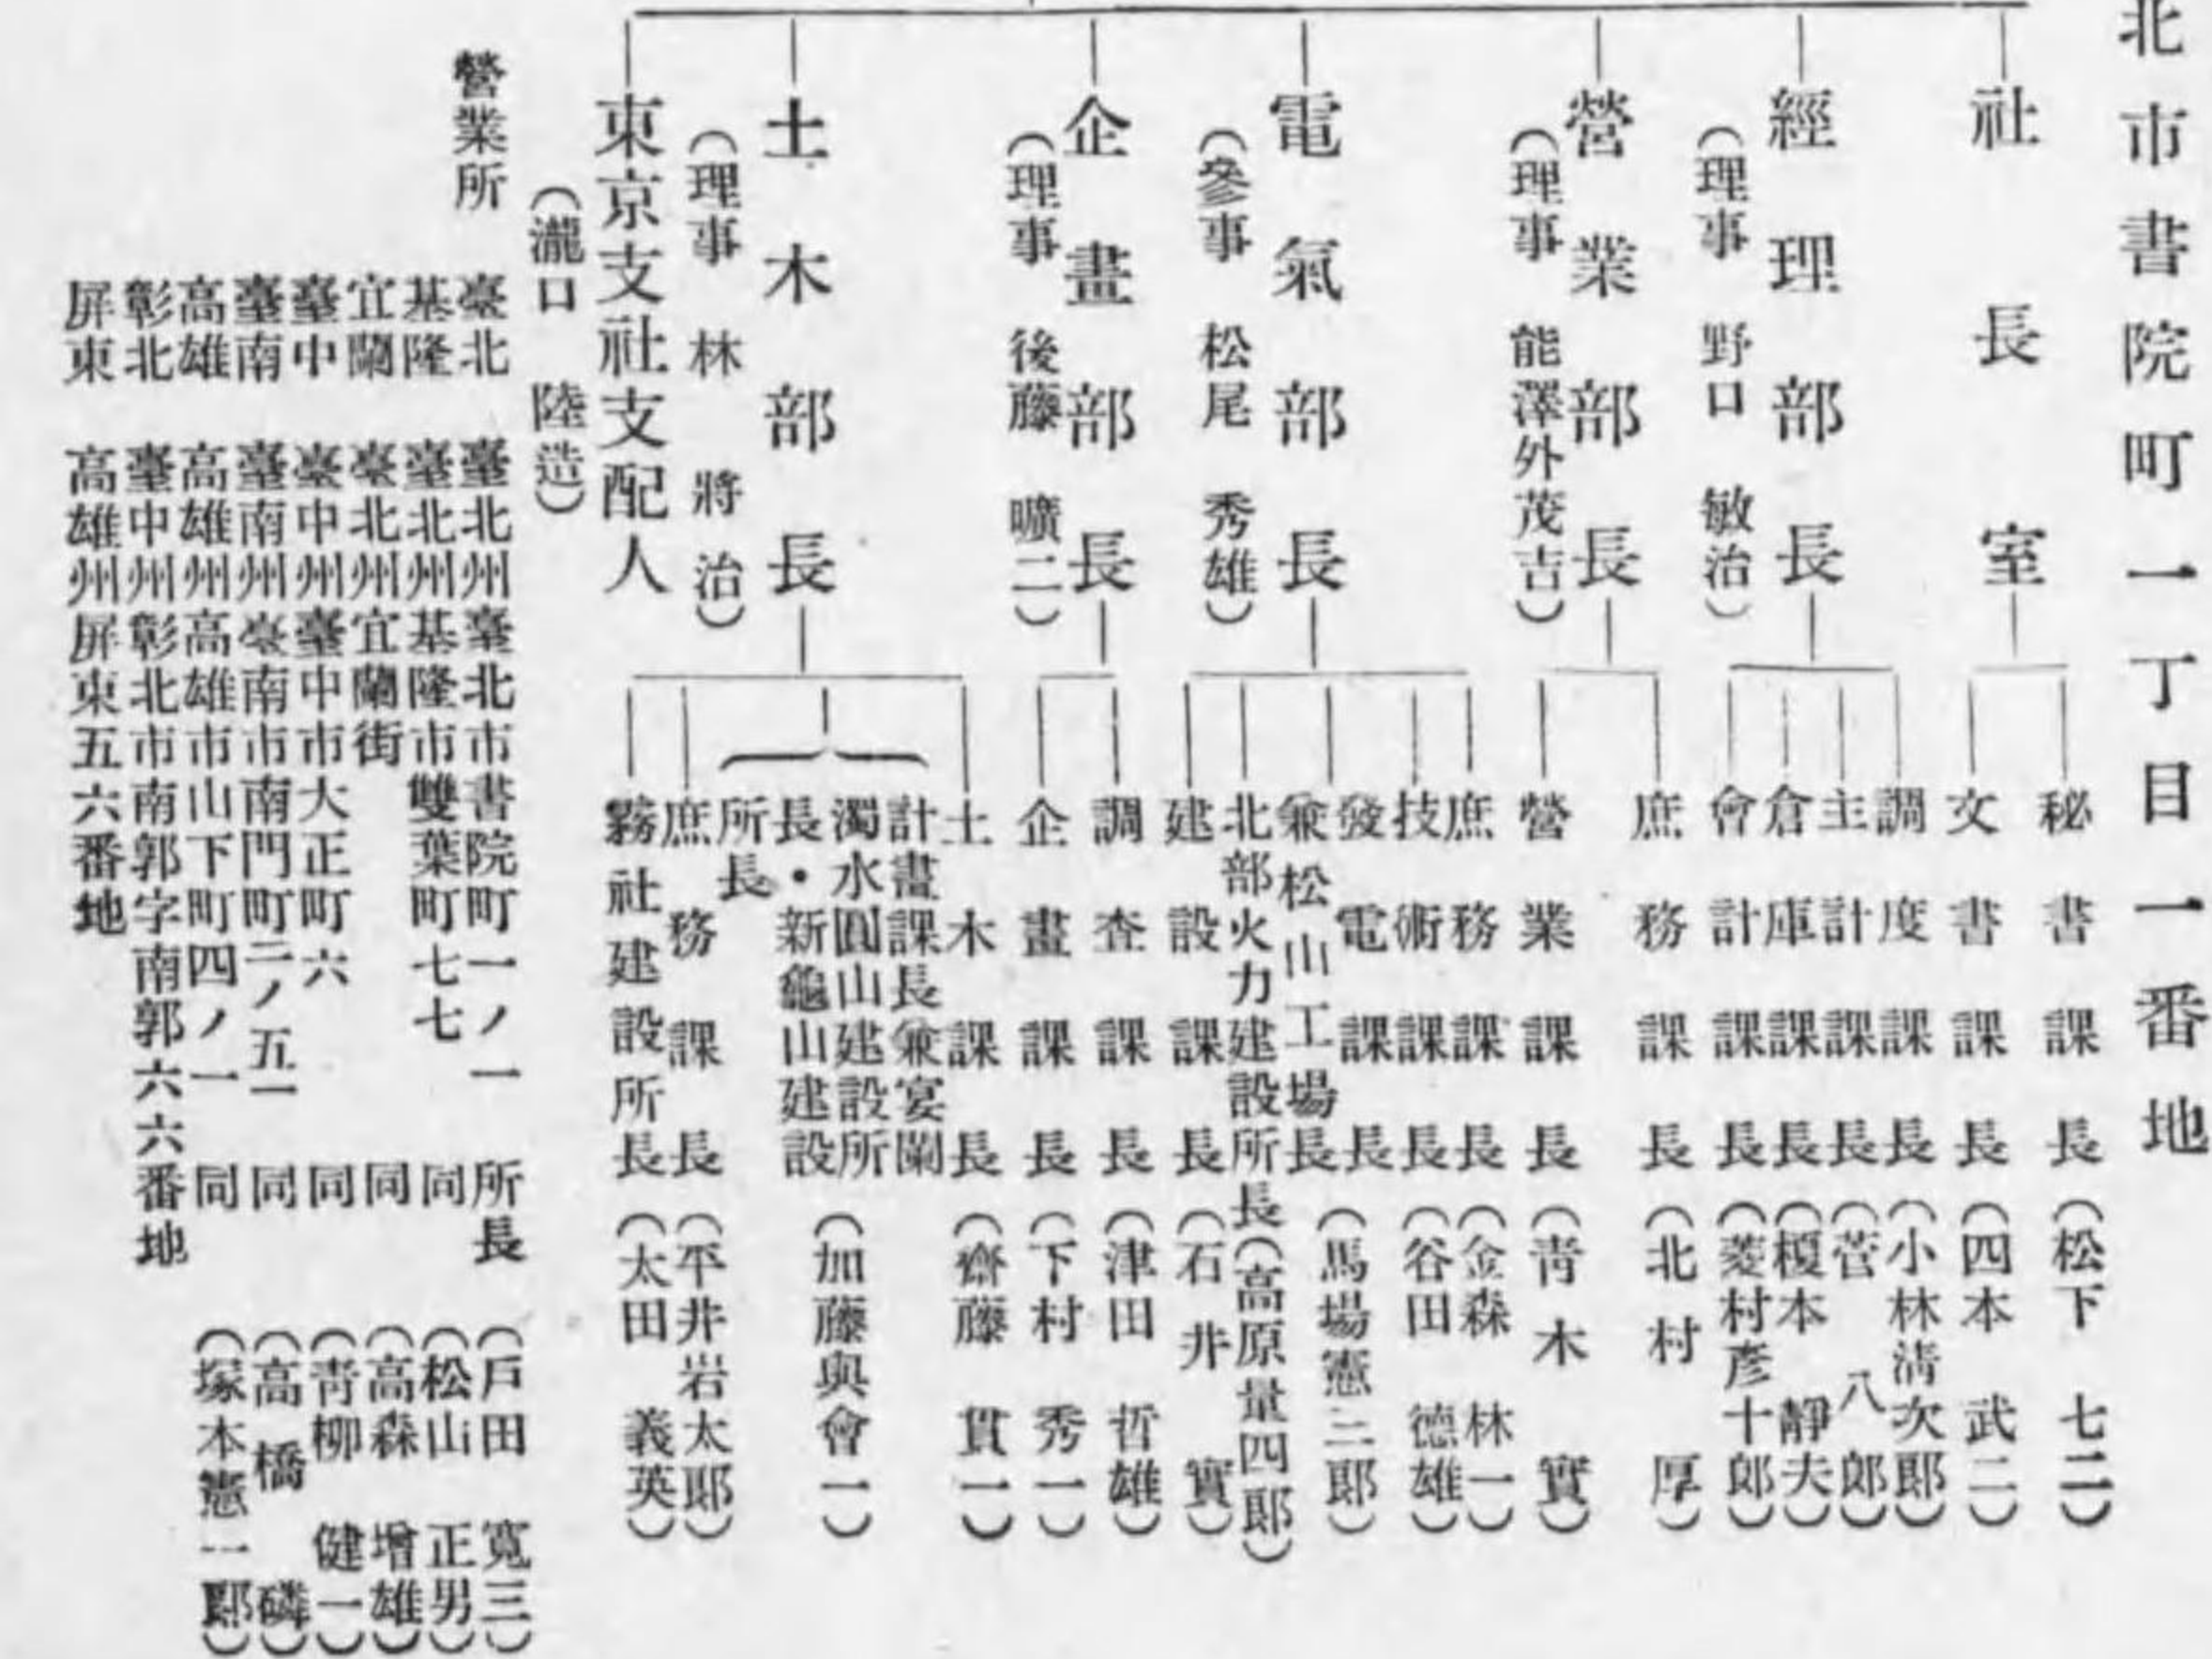 北市書院町一丁目一番地
社長室
秘書課長(松下七二)
文書課長(四本武二)
經理部長
(理事 野口敏治)
調度課長(小林淸次郎)
主計課長(菅八郎)
倉庫課長(榎本靜夫)
會計課長(菱村彥十郎)
營業部長
(理事 能澤外茂吉)
庶務課長(北村厚)
營業課長(靑木實)
電氣部長
(參事 松尾秀雄)
庶務課長(金森林一)
技術課長(谷田德雄)
發電課長
兼松山工場長(馬場憲三郎)
北部火力建設所長(高原量四郎)
建設課長(石井實)
企畫部長
(理事 後藤曠二)
調査課長(津田哲雄)
企畫課長(下村秀一)
土木部長
(理事 林將治)
土木課長(齋藤貫一)
計畫課長兼宴閣
濁水圓山建設所
長・新龜山建設
所長
(加藤與會一)
庶務課長(平井岩太郎)
霧社建設所長(太田義英)
東京支社支配人
(瀧口陸造)
營業所 臺北 臺北州臺北市書院町一ノ一 所長(戶田寬三)
基隆 臺北州基隆市雙葉町七七 同(松山正男)
宜蘭 臺北州宜蘭街 同(高森增雄)
臺中 臺中州臺中市大正町六 同(靑柳健一)
臺南 臺南州臺南市南門町二ノ五一 同(高橋磷)
高雄 高雄州高雄市山下町四ノ一 同(塚本憲一郎)
彰北 臺中州彰北市南郭字南郭六六番地
屏東 高雄州屏東五六番地